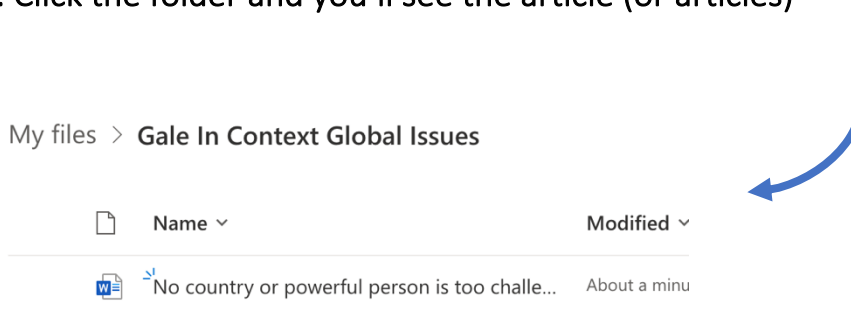 . Click the folder and you'll see the article (or articles)
My files > Gale In Context Global Issues
Name Modified
No country or powerful person is too challe... About a minu